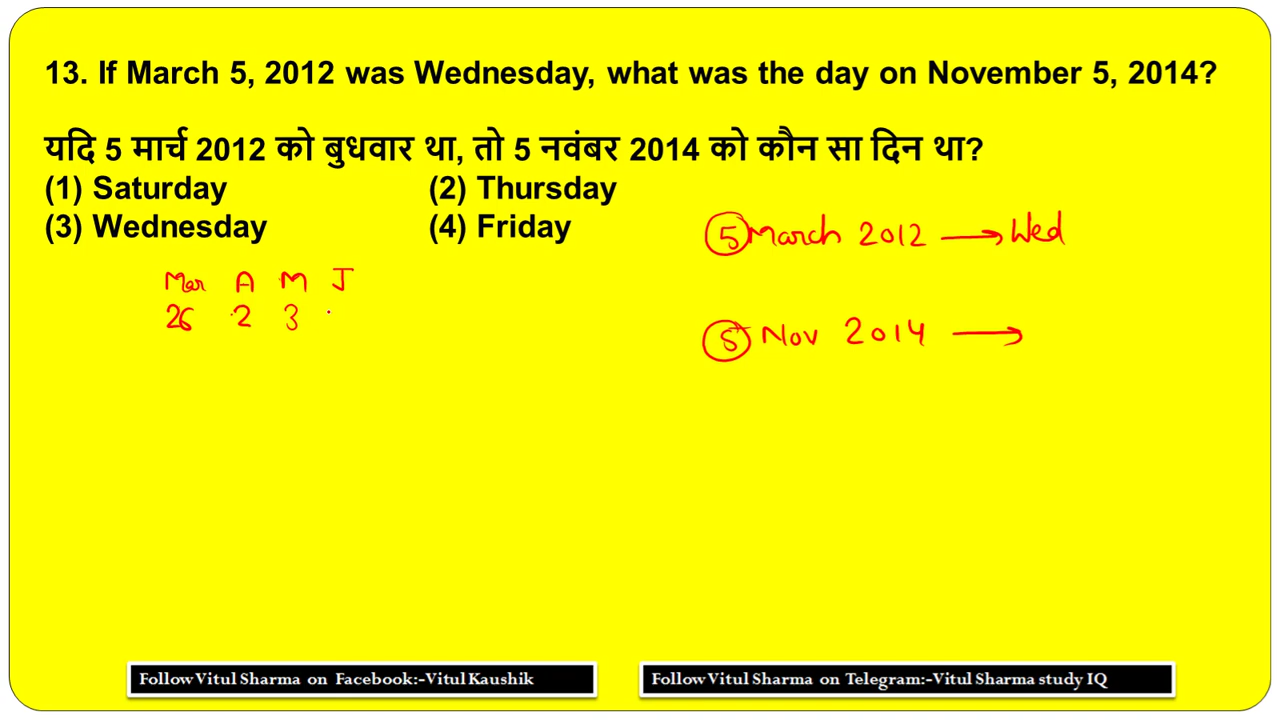 13. If March 5, 2012 was Wednesday, what was the day on November 5, 2014?
यदि 5 मार्च 2012 को बुधवार था, तो 5 नवंबर 2014 को कौन सा दिन था?
(1) Saturday (2) Thursday
(3) Wednesday (4) Friday
5 March 2012 → Wed
Mar A M J
26 2 3
5 Nov 2014 →
Follow Vitul Sharma on Facebook:-Vitul Kaushik
Follow Vitul Sharma on Telegram:-Vitul Sharma study IQ